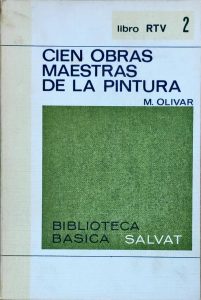 libro RTV 2
CIEN OBRAS
MAESTRAS
DE LA PINTURA
M. OLIVAR
BIBLIOTECA
BASICA SALVAT